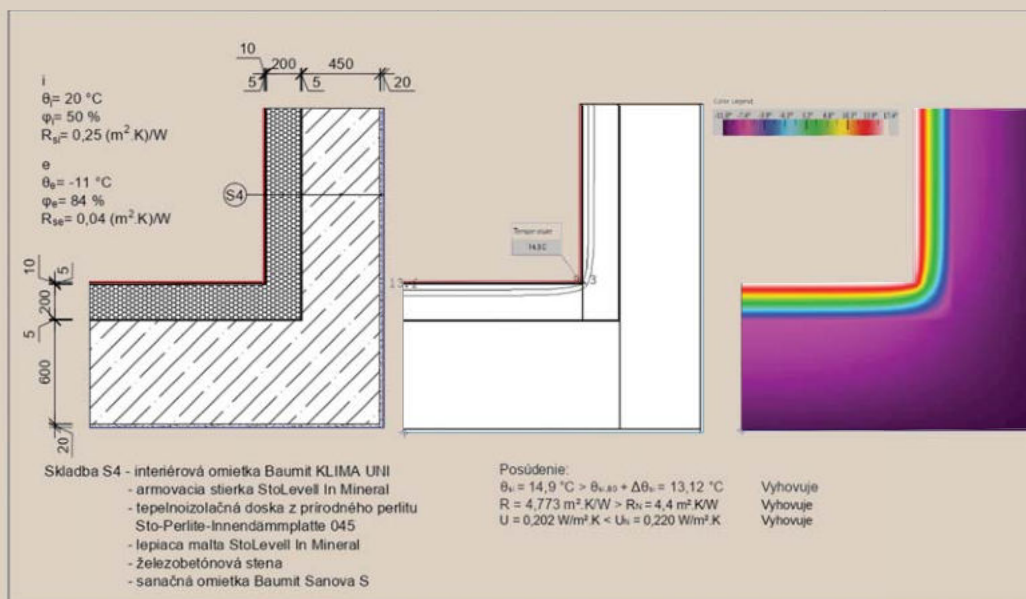 10
200
450
5
5
20
i
θᵢ= 20 °C
φᵢ= 50 %
Rₛᵢ= 0,25 (m².K)/W
e
θₑ= -11 °C
φₑ= 84 %
Rₛₑ= 0,04 (m².K)/W
S4
10
5
200
5
600
20
Color Legend
Temperature
14.9 C
Skladba S4 - interiérová omietka Baumit KLIMA UNI
- armovacia stierka StoLevell In Mineral
- tepelnoizolačná doska z prírodného perlitu
Sto-Perlite-Innendämmplatte 045
- lepiaca malta StoLevell In Mineral
- železobetónová stena
- sanačná omietka Baumit Sanova S
Posúdenie:
θₛᵢ = 14,9 °C > θₛᵢ,₈₀ + Δθₛᵢ = 13,12 °C Vyhovuje
R = 4,773 m².K/W > Rɴ = 4,4 m².K/W Vyhovuje
U = 0,202 W/m².K < Uɴ = 0,220 W/m².K Vyhovuje